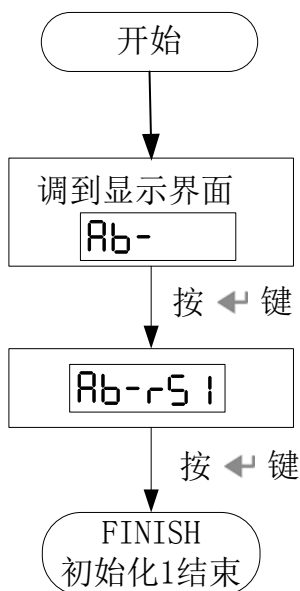 开始
调到显示界面
Ab-
按 ↵ 键
Ab-rS1
按 ↵ 键
FINISH
初始化1结束